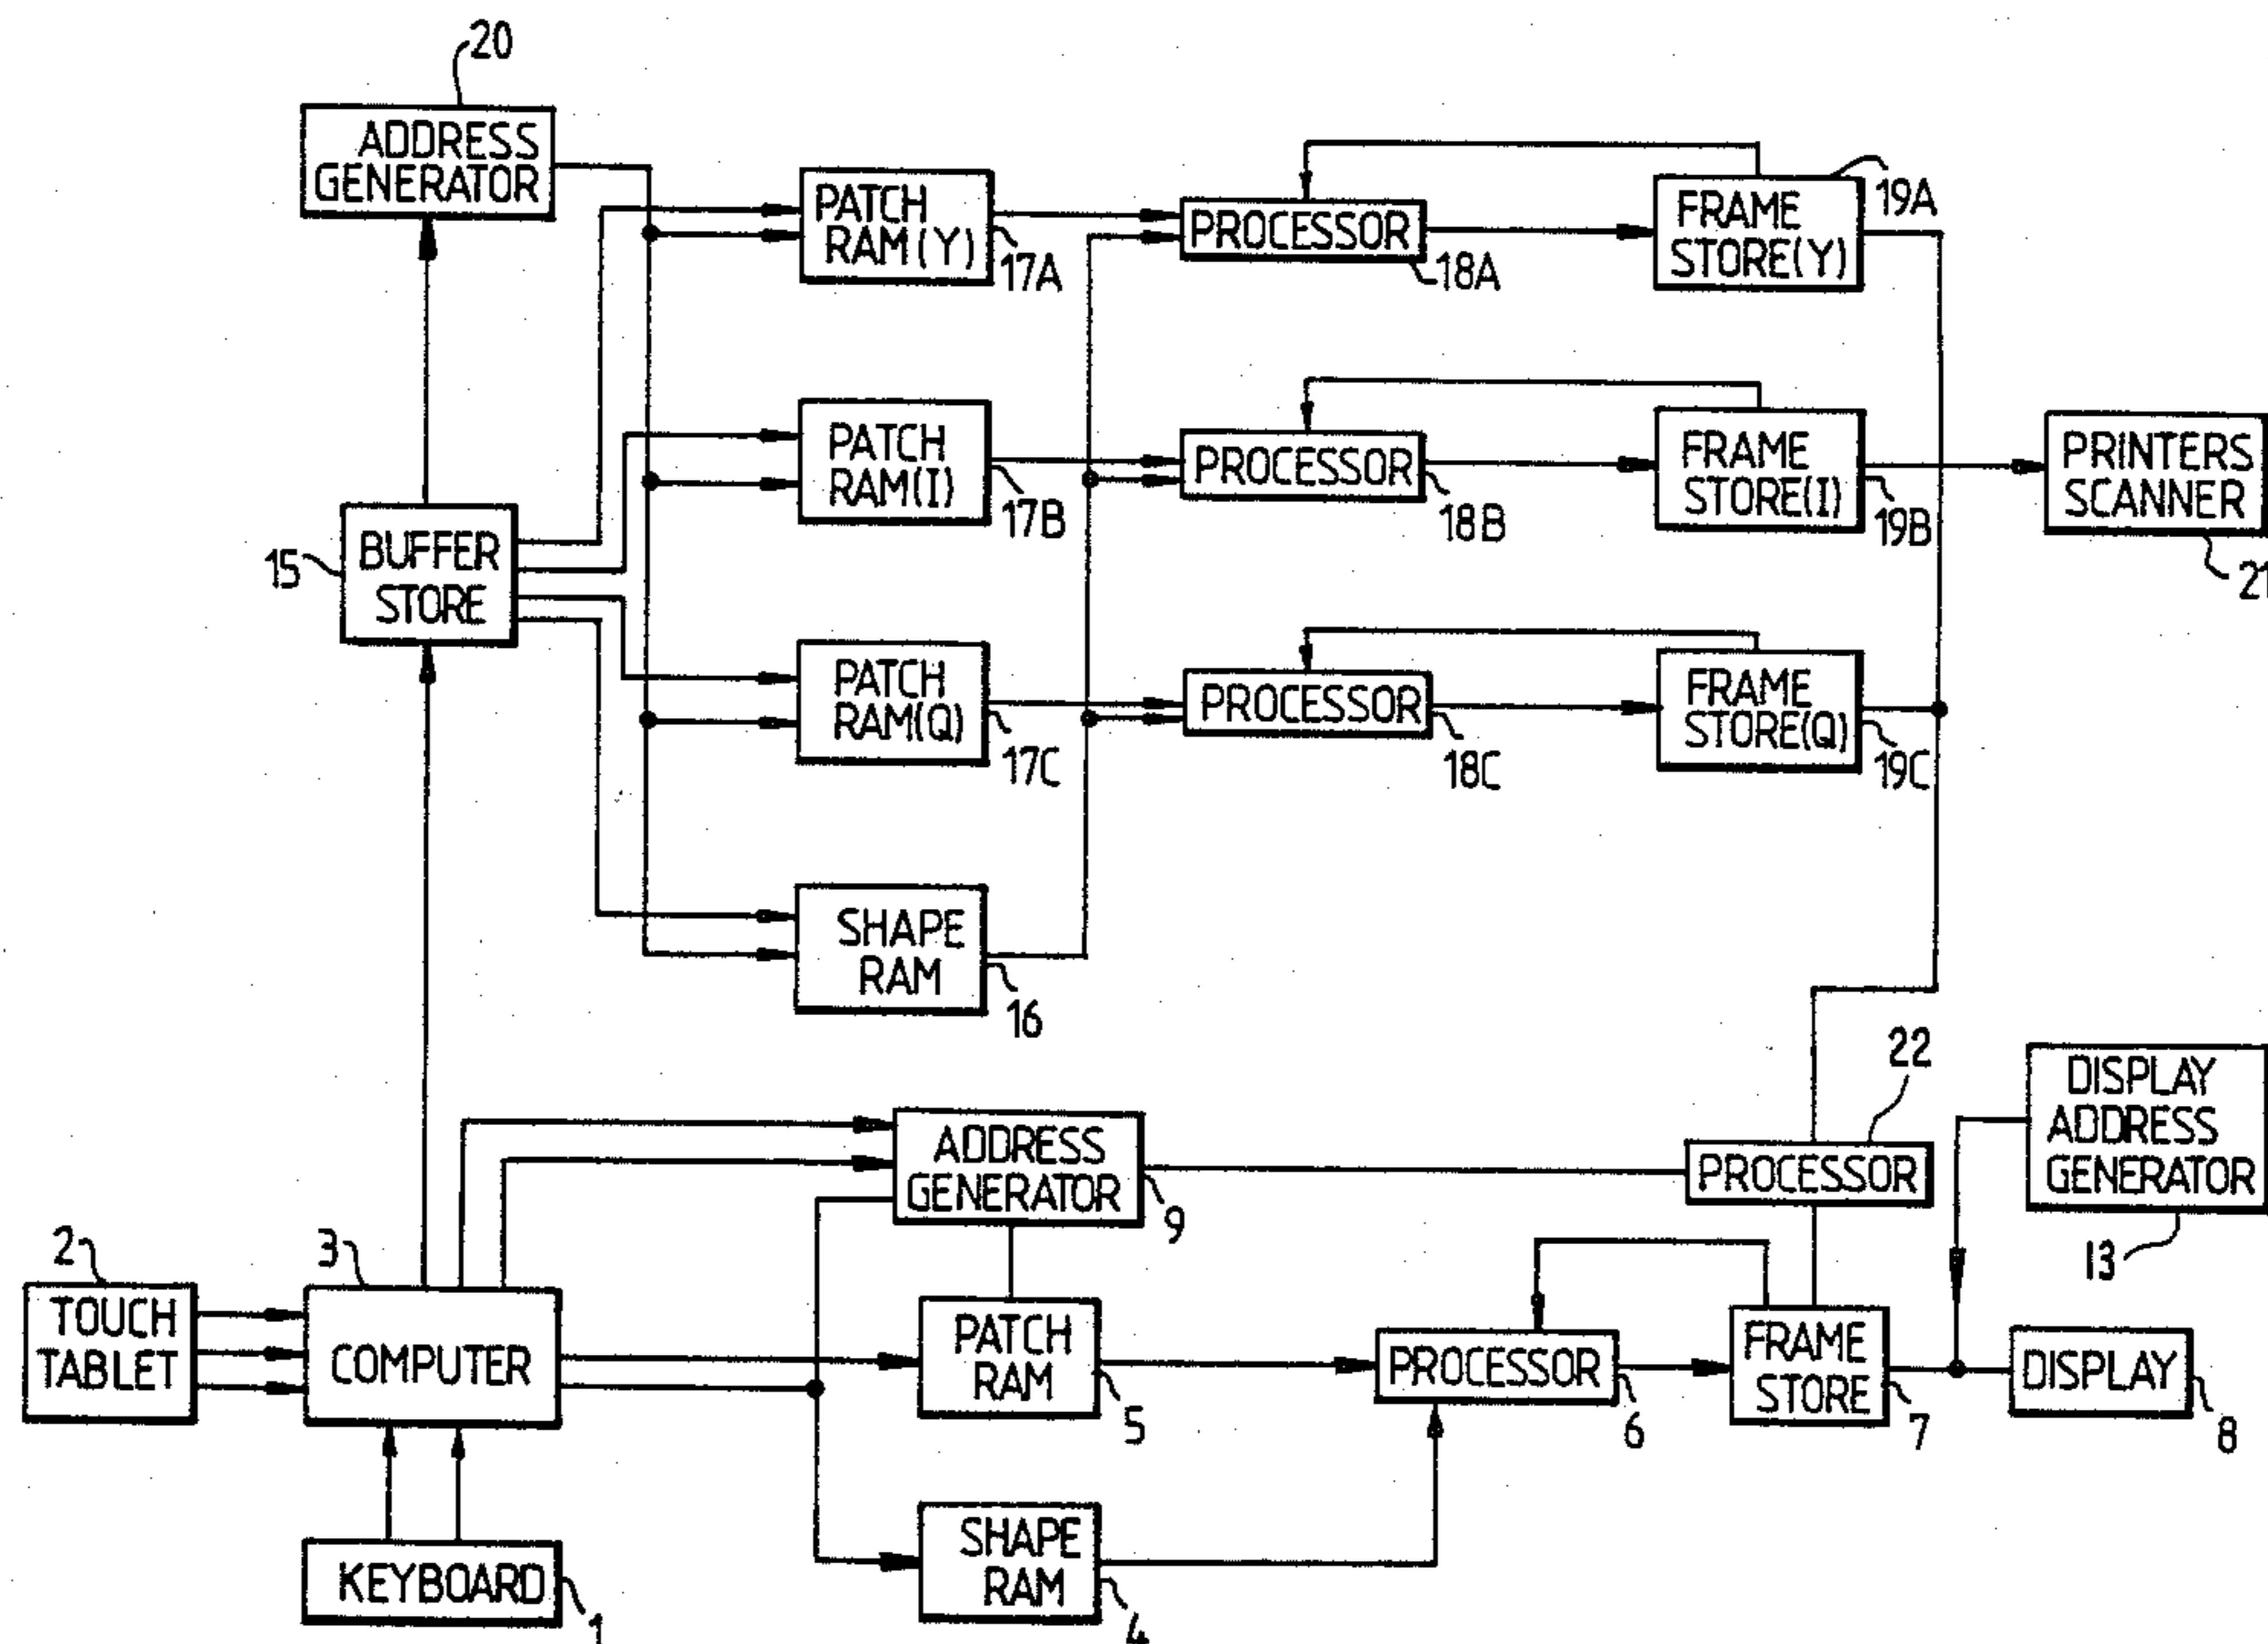 20
ADDRESS
GENERATOR
PATCH
RAM(Y)
17A
PROCESSOR
18A
FRAME
STORE(Y)
19A
PATCH
RAM(I)
17B
PROCESSOR
18B
FRAME
STORE(I)
19B
PRINTERS
SCANNER
21
15
BUFFER
STORE
PATCH
RAM(Q)
17C
PROCESSOR
18C
FRAME
STORE(Q)
19C
SHAPE
RAM
16
22
PROCESSOR
DISPLAY
ADDRESS
GENERATOR
13
ADDRESS
GENERATOR
9
2
TOUCH
TABLET
3
COMPUTER
PATCH
RAM
5
PROCESSOR
6
FRAME
STORE
7
DISPLAY
8
KEYBOARD
1
SHAPE
RAM
4